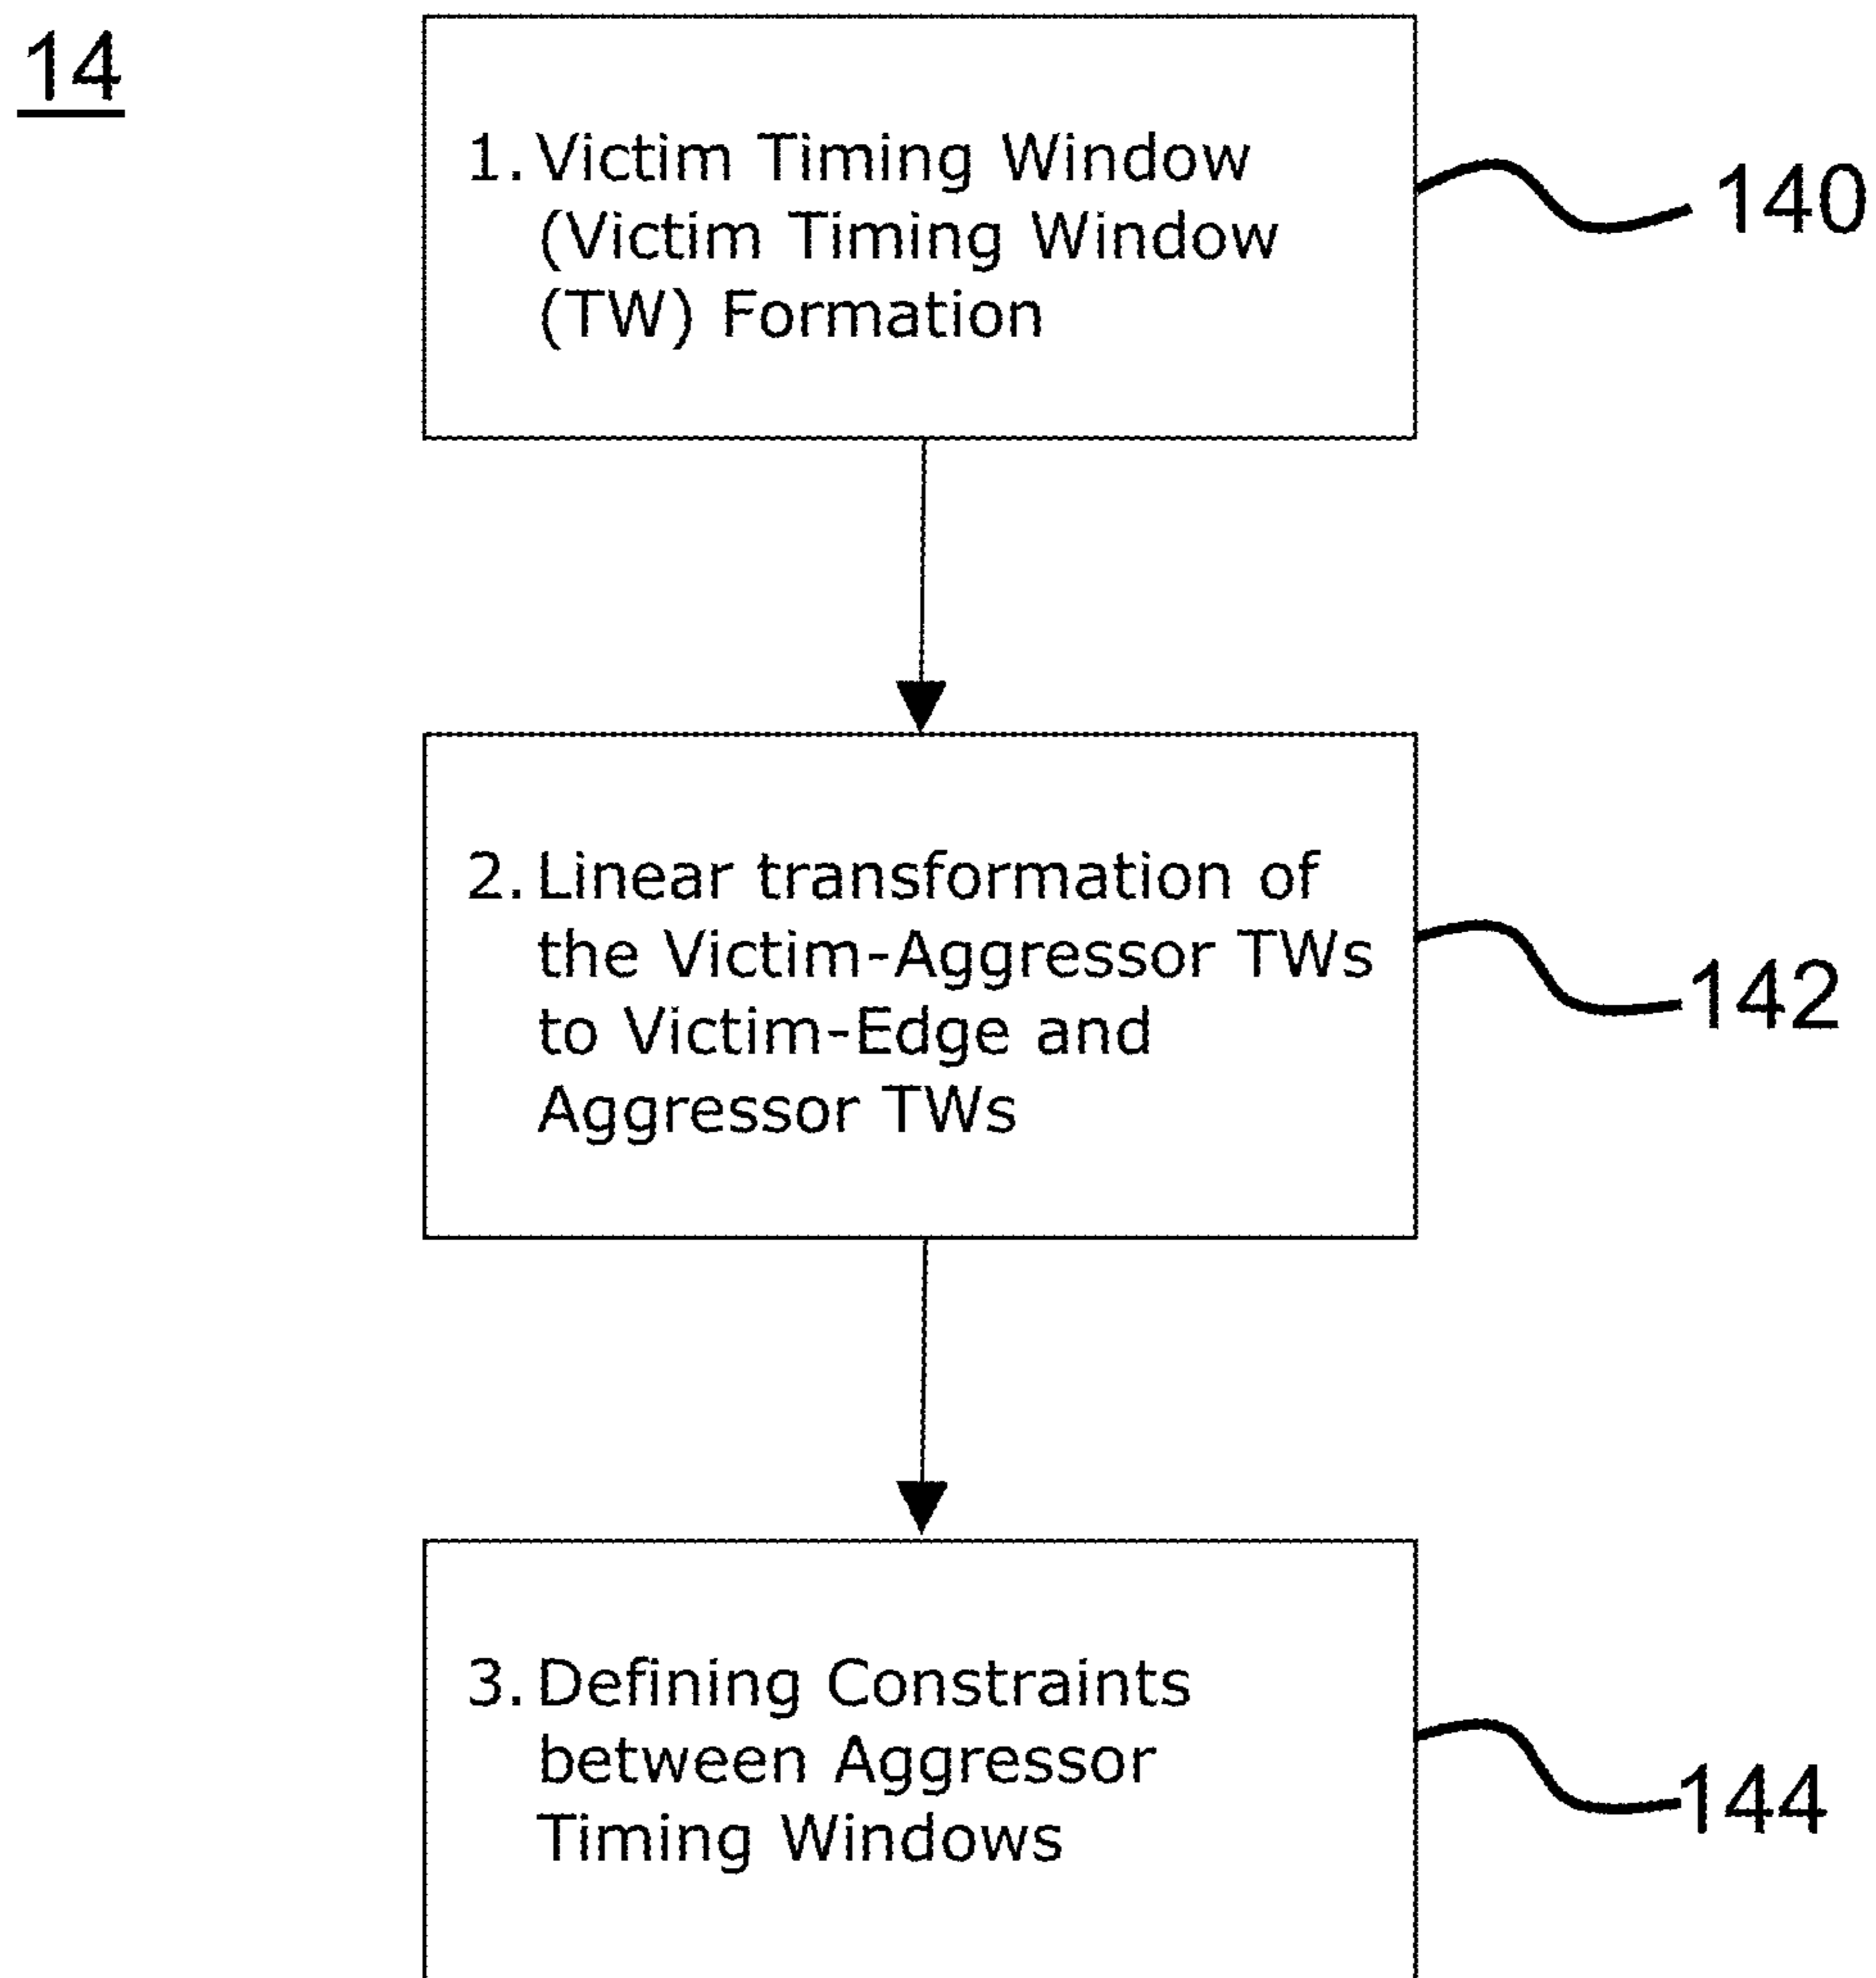 14
1. Victim Timing Window
(Victim Timing Window
(TW) Formation
140
2. Linear transformation of
the Victim-Aggressor TWs
to Victim-Edge and
Aggressor TWs
142
3. Defining Constraints
between Aggressor
Timing Windows
144